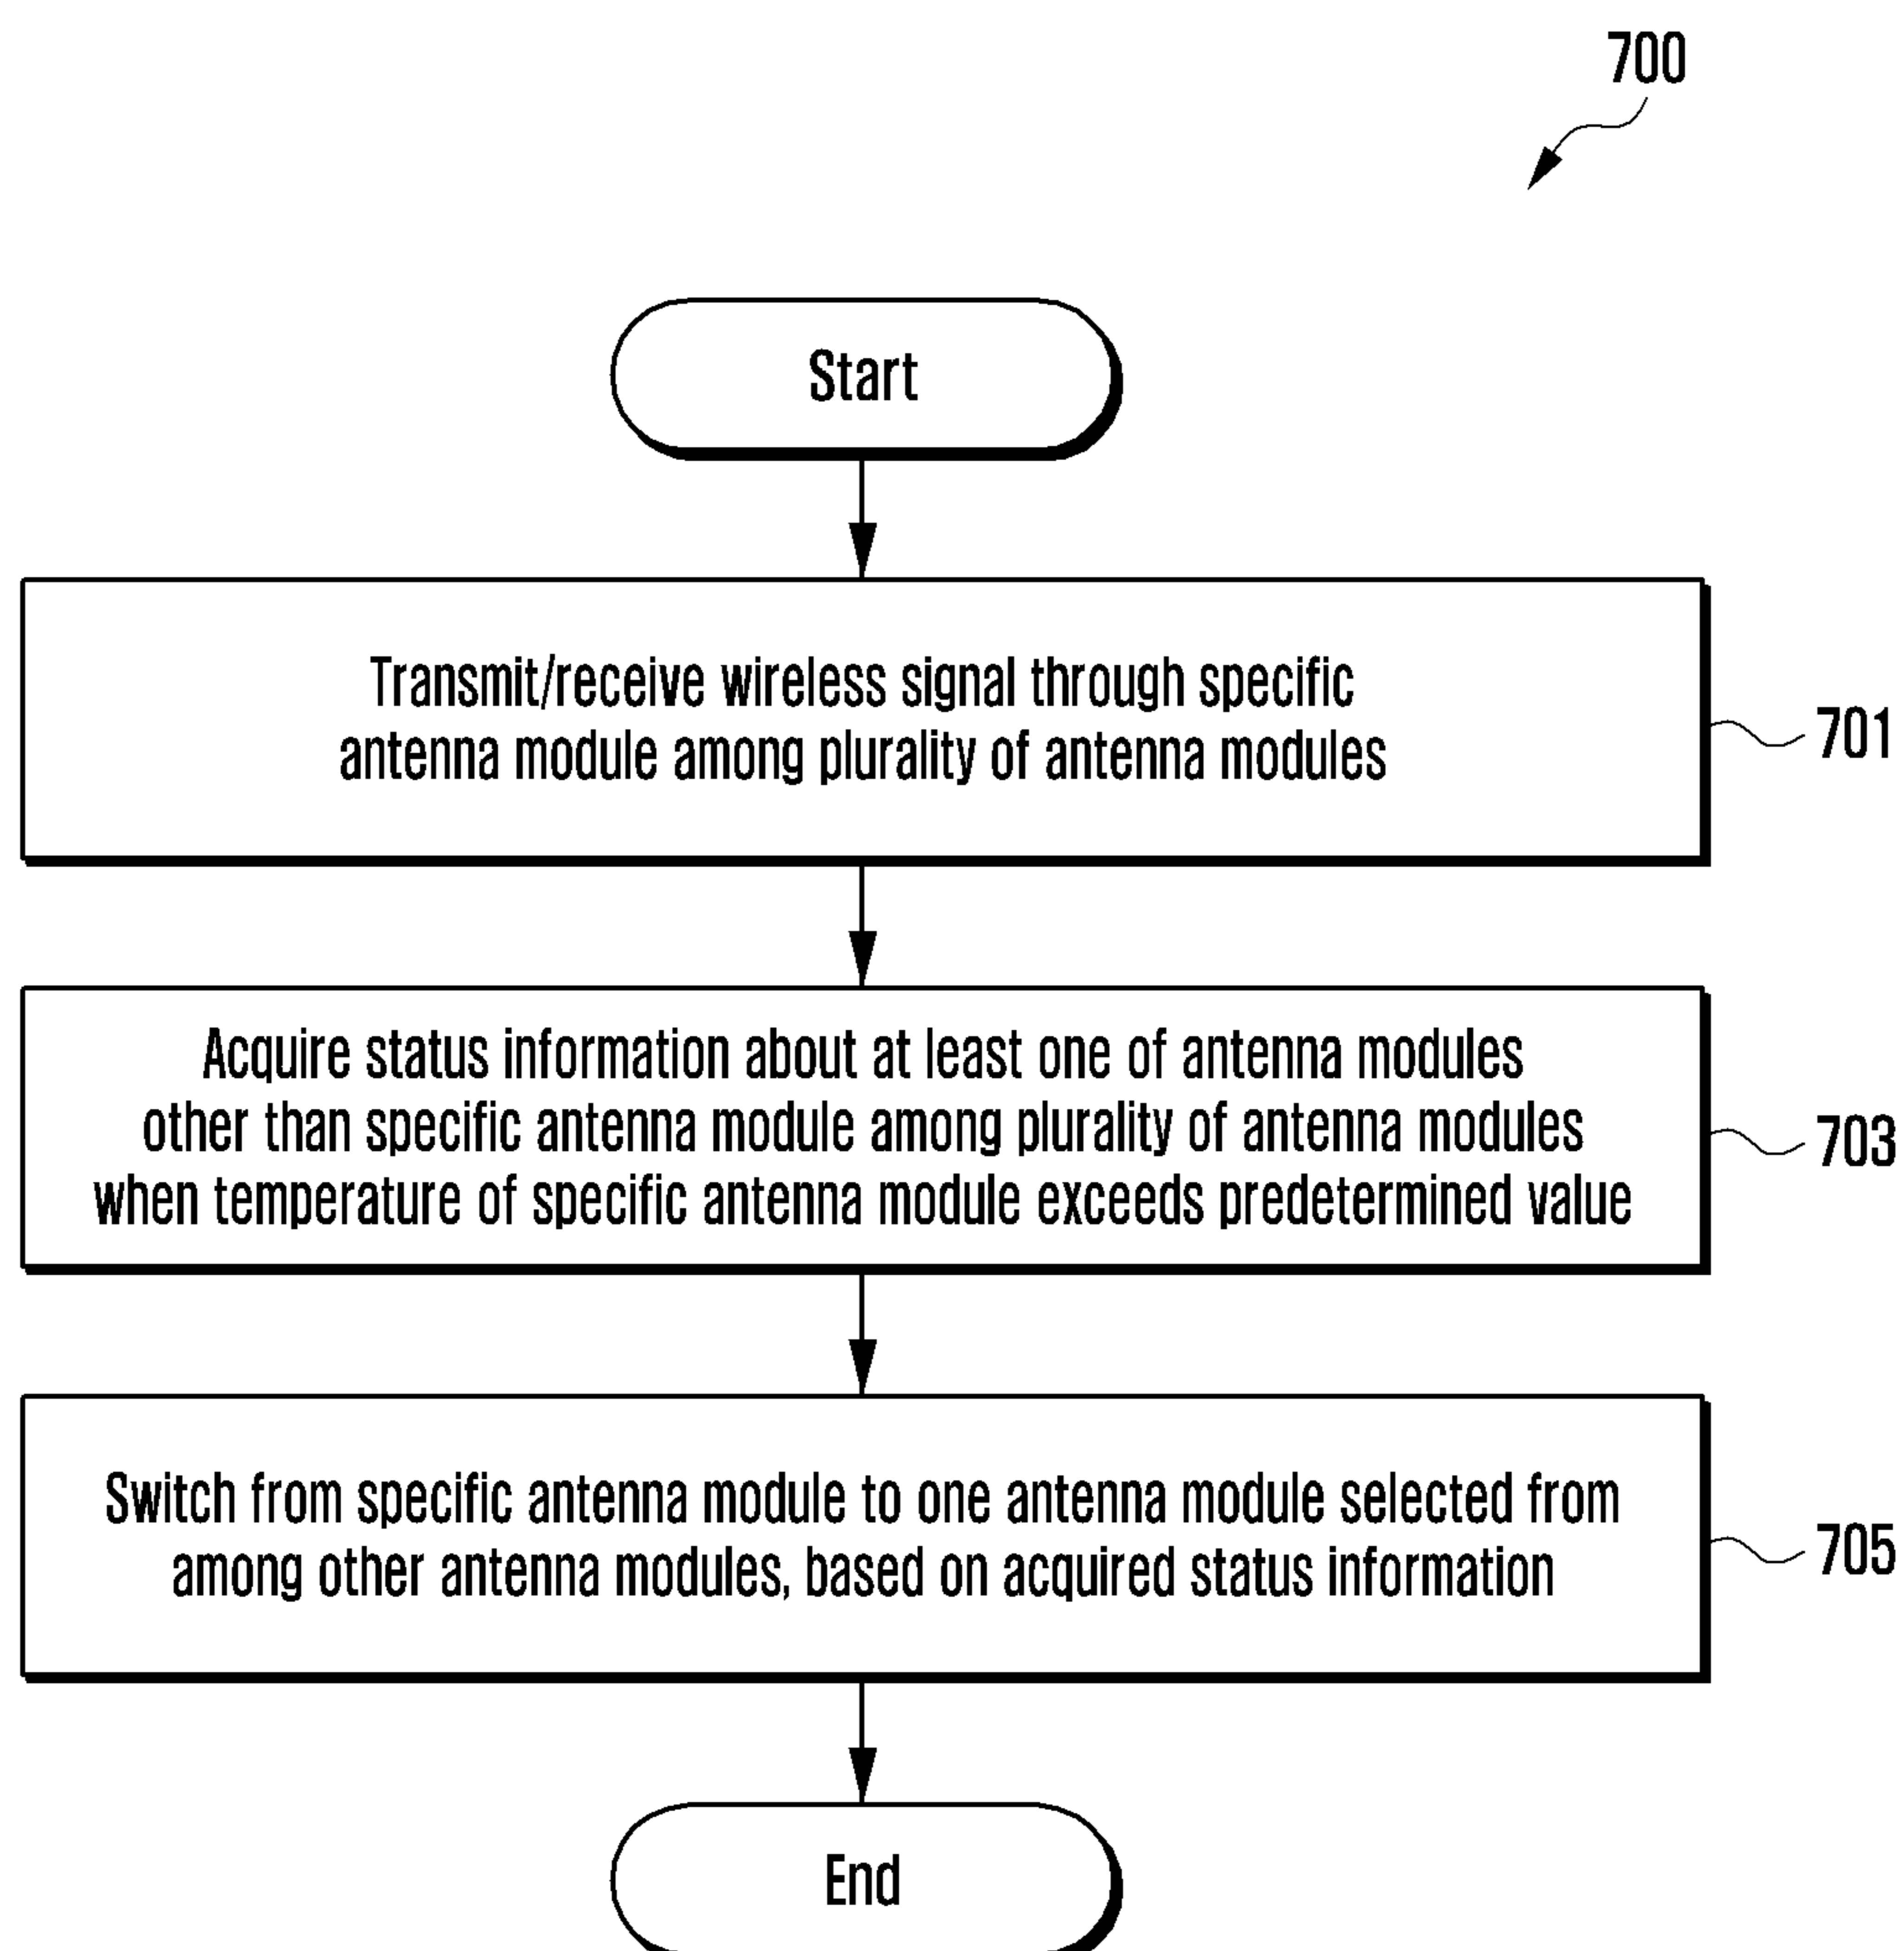 700
Start
Transmit/receive wireless signal through specific
antenna module among plurality of antenna modules
701
Acquire status information about at least one of antenna modules
other than specific antenna module among plurality of antenna modules
when temperature of specific antenna module exceeds predetermined value
703
Switch from specific antenna module to one antenna module selected from
among other antenna modules, based on acquired status information
705
End